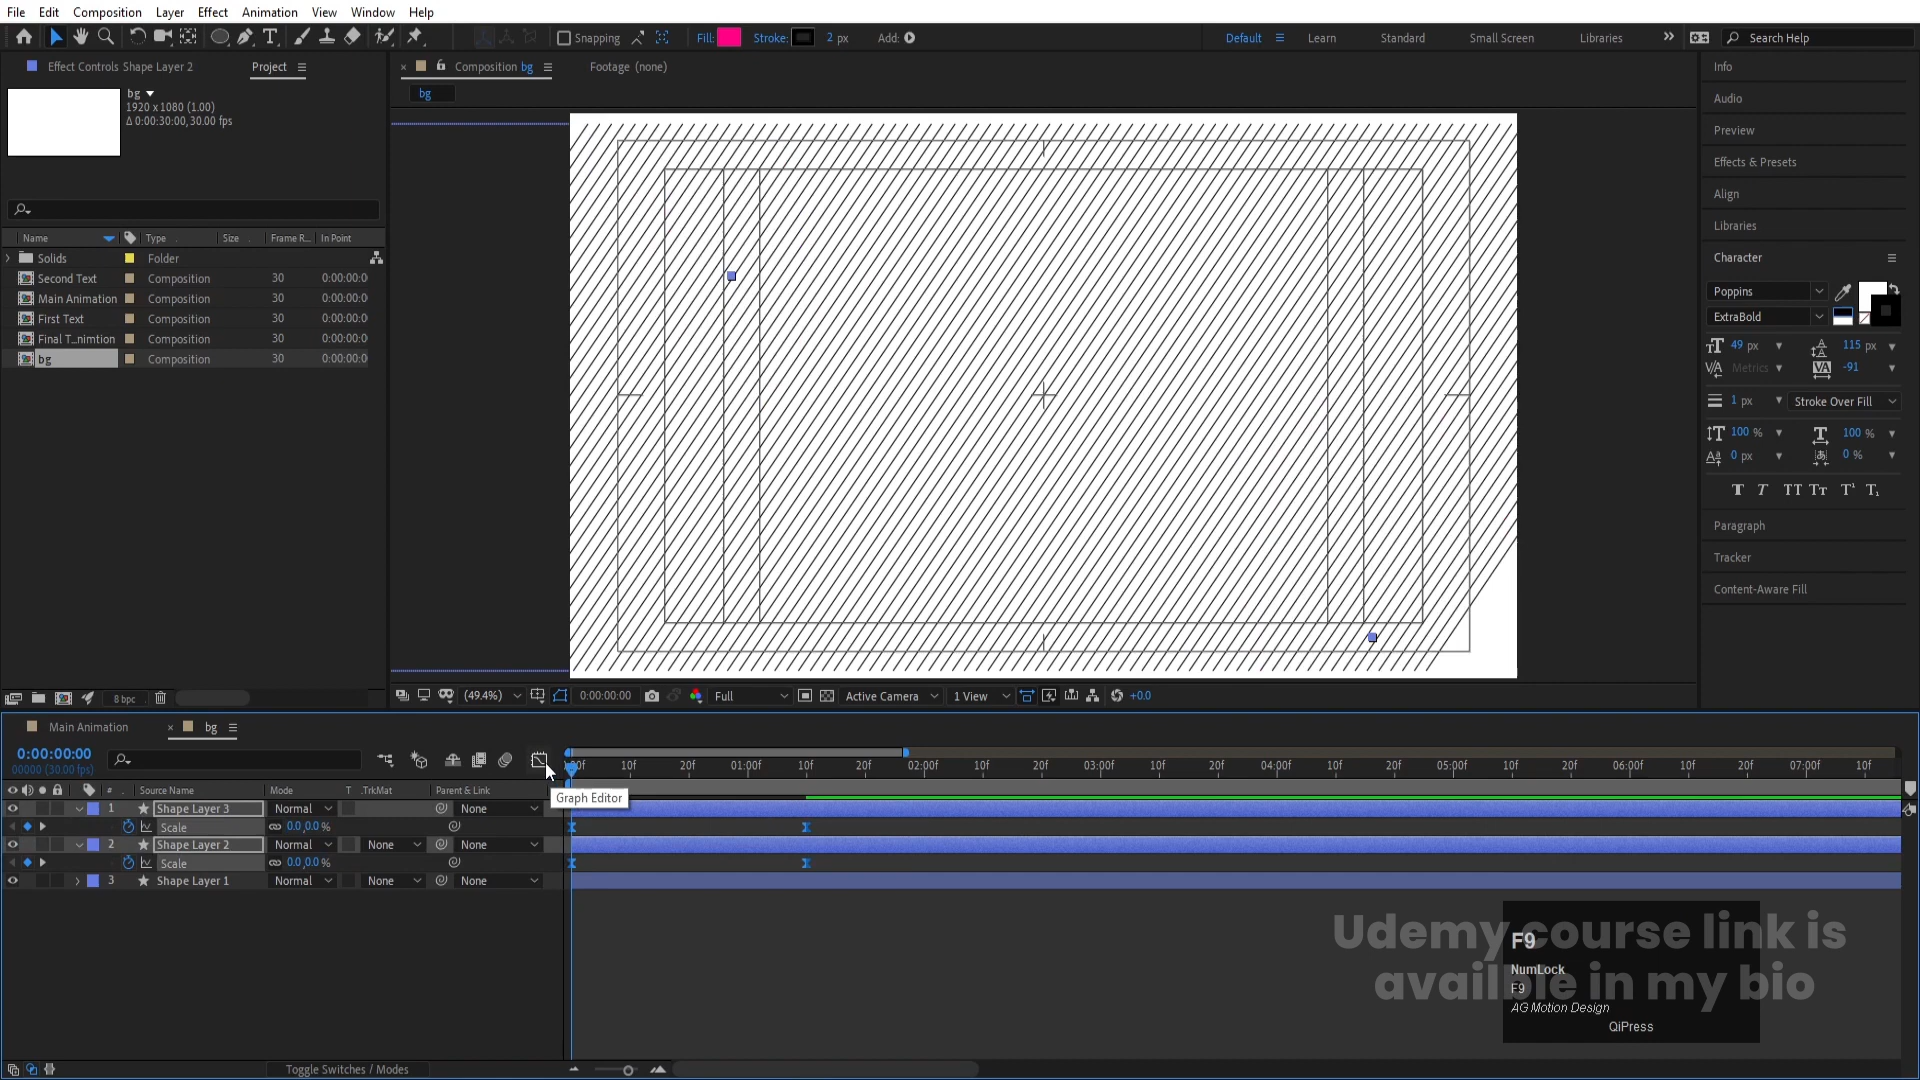 File Edit Composition Layer Effect Animation View Window Help
Snapping Fill: Stroke: 2 px Add: Default Learn Standard Small Screen Libraries Search Help
Effect Controls Shape Layer 2 Project
Composition bg Footage (none)
bg
bg
1920 x 1080 (1.00)
Δ 0:00:30:00, 30.00 fps
Name Type Size Frame R... In Point
Solids Folder
Second Text Composition 30 0:00:00:0
Main Animation Composition 30 0:00:00:0
First Text Composition 30 0:00:00:0
Final T_nimtion Composition 30 0:00:00:0
bg Composition 30 0:00:00:0
8 bpc
(49.4%) 0:00:00:00 Full Active Camera 1 View +0.0
Info
Audio
Preview
Effects & Presets
Align
Libraries
Character
Poppins
ExtraBold
49 px 115 px
Metrics -91
1 px Stroke Over Fill
100 % 100 %
0 px 0 %
T T TT Tr T¹ T₁
Paragraph
Tracker
Content-Aware Fill
Main Animation bg
0:00:00:00
00000 (30.00 fps)
:00f 10f 20f 01:00f 10f 20f 02:00f 10f 20f 03:00f 10f 20f 04:00f 10f 20f 05:00f 10f 20f 06:00f 10f 20f 07:00f 10f
# Source Name Mode T .TrkMat Parent & Link
Graph Editor
1 Shape Layer 3 Normal None
Scale 0.0,0.0 %
2 Shape Layer 2 Normal None None
Scale 0.0,0.0 %
3 Shape Layer 1 Normal None None
Udemy course link is
availble in my bio
F9
NumLock
F9
AG Motion Design
QiPress
Toggle Switches / Modes